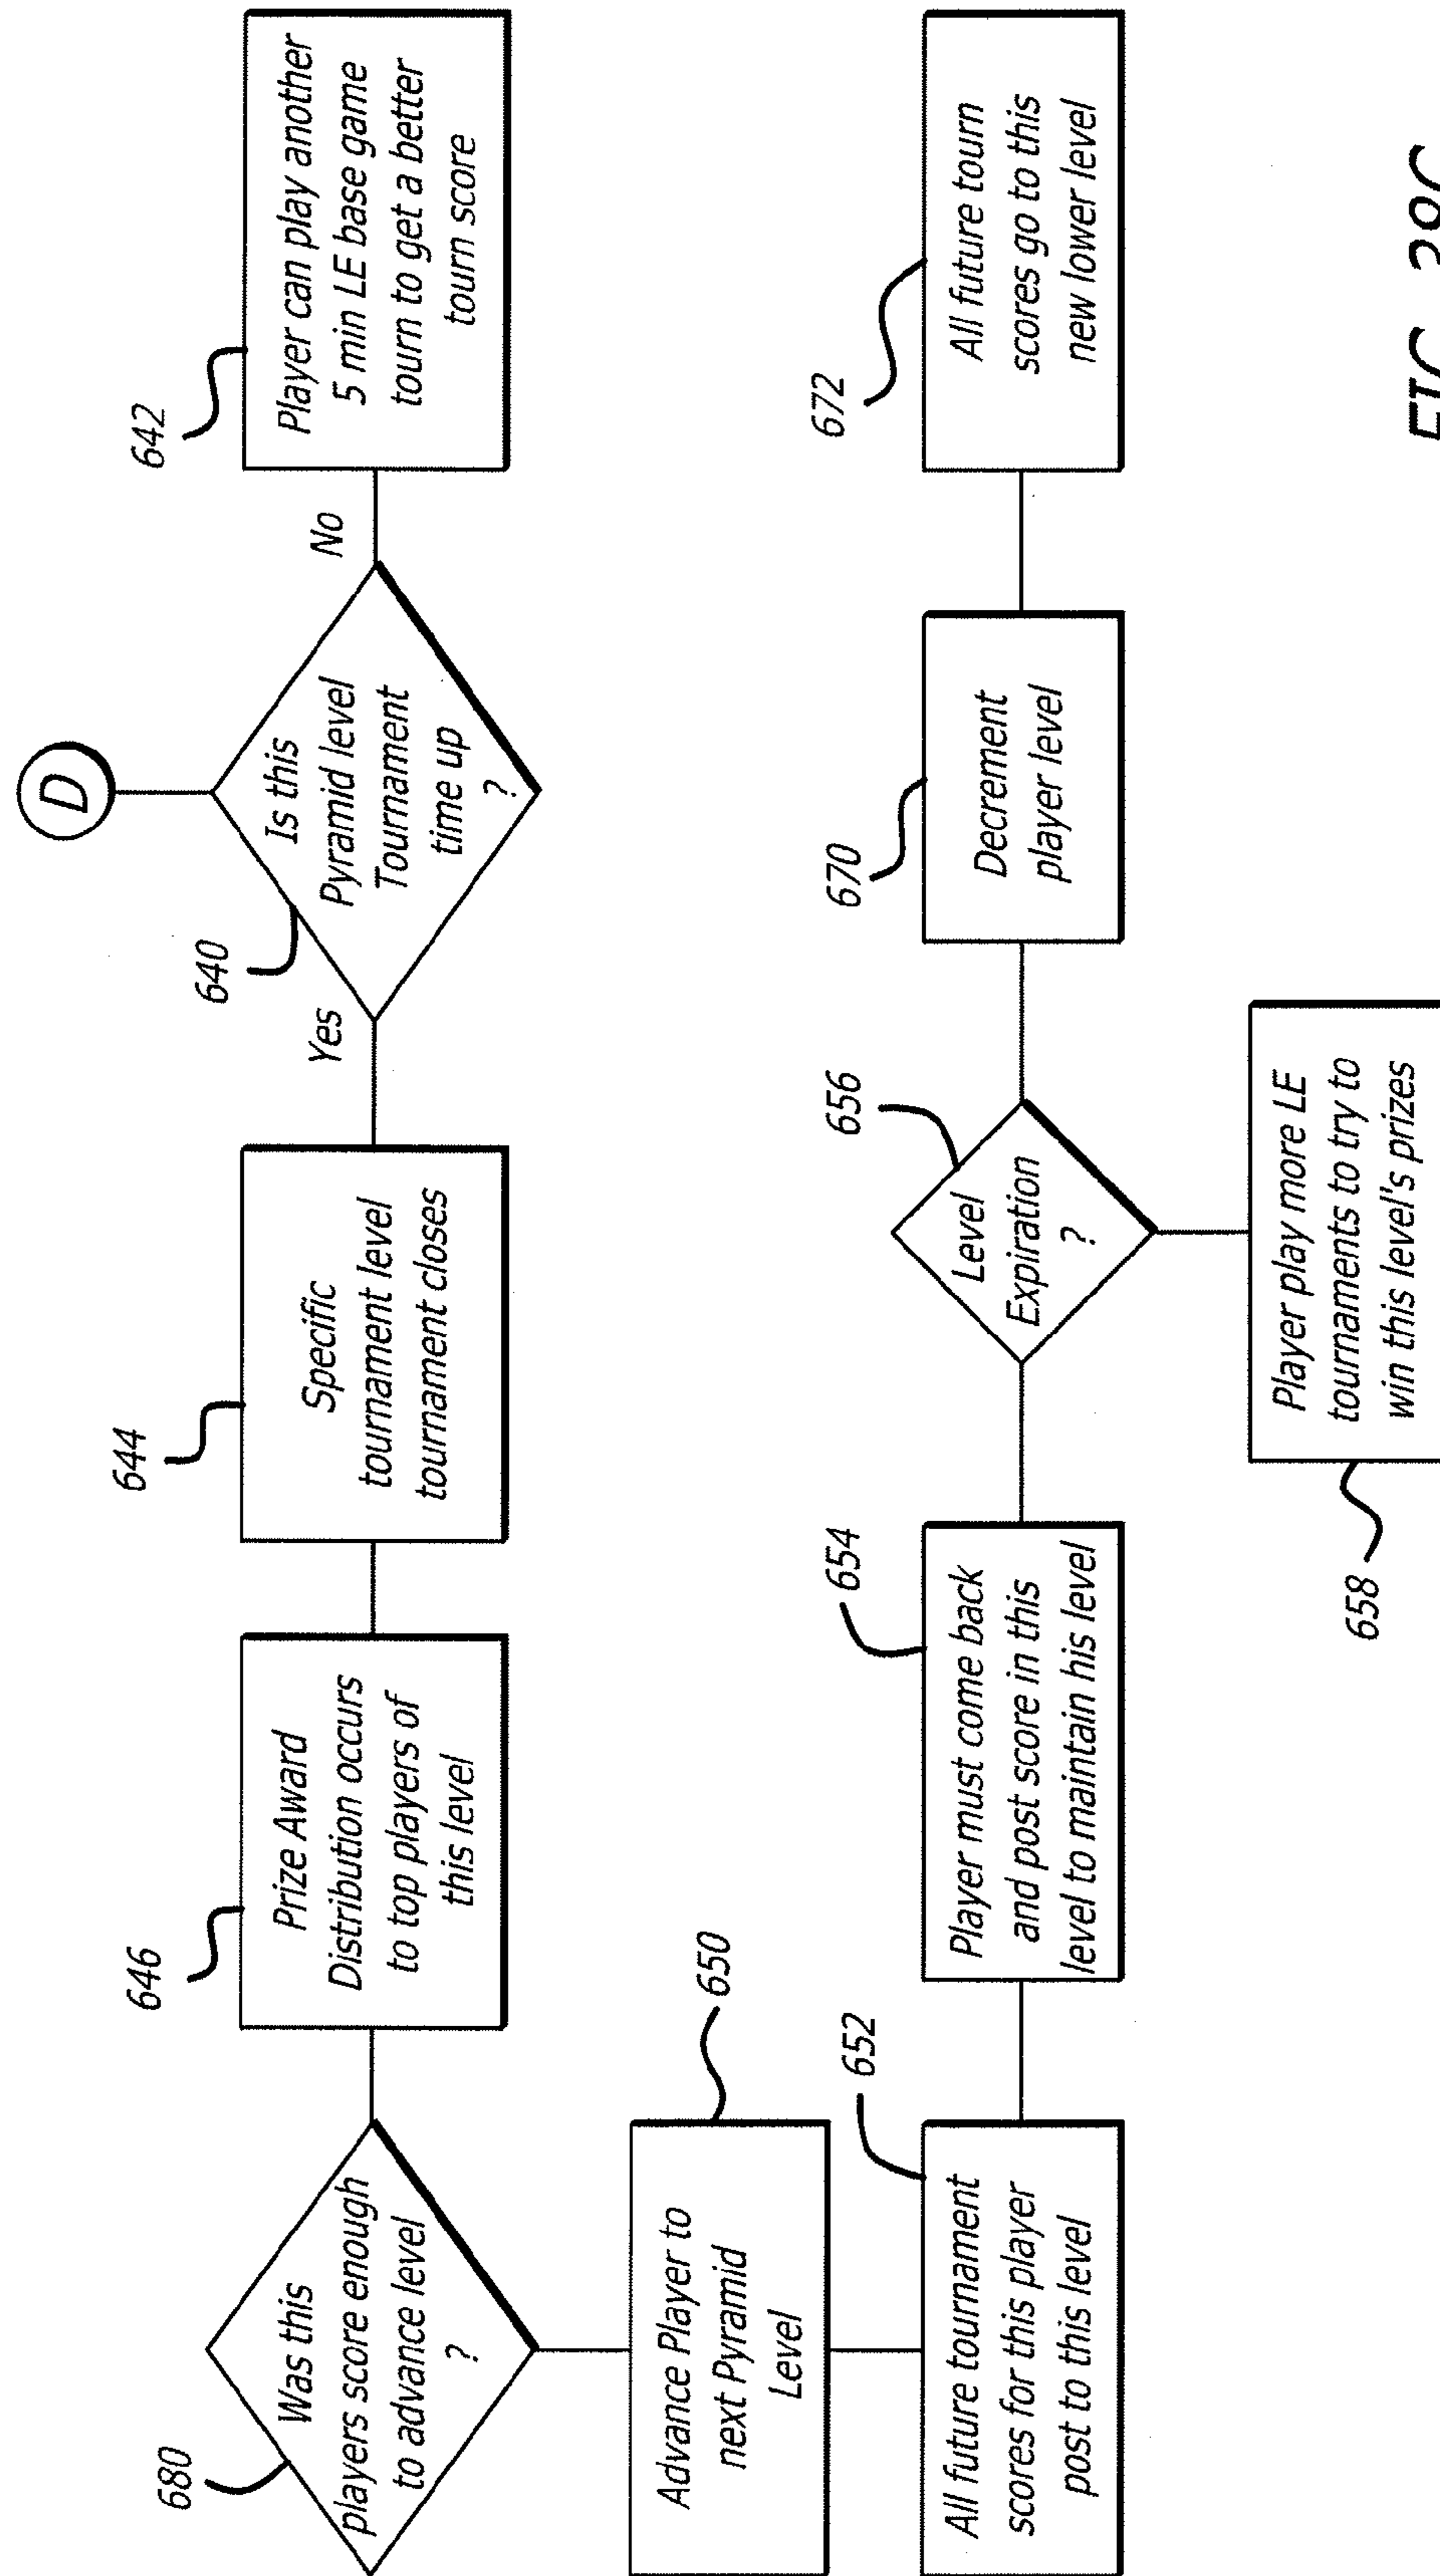 D
640
Is this
Pyramid level
Tournament
time up
?
No
642
Player can play another
5 min LE base game
tourn to get a better
tourn score
Yes
644
Specific
tournament level
tournament closes
646
Prize Award
Distribution occurs
to top players of
this level
680
Was this
players score enough
to advance level
?
650
Advance Player to
next Pyramid
Level
652
All future tournament
scores for this player
post to this level
654
Player must come back
and post score in this
level to maintain his level
656
Level
Expiration
?
658
Player play more LE
tournaments to try to
win this level's prizes
670
Decrement
player level
672
All future tourn
scores go to this
new lower level
FIG. 38C